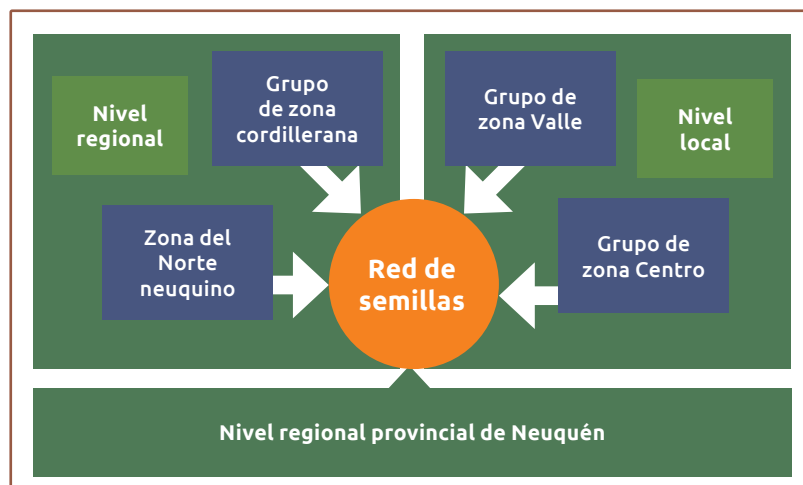 Nivel
regional
Grupo
de zona
cordillerana
Grupo de
zona Valle
Nivel
local
Zona del
Norte
neuquino
Red de
semillas
Grupo de
zona Centro
Nivel regional provincial de Neuquén